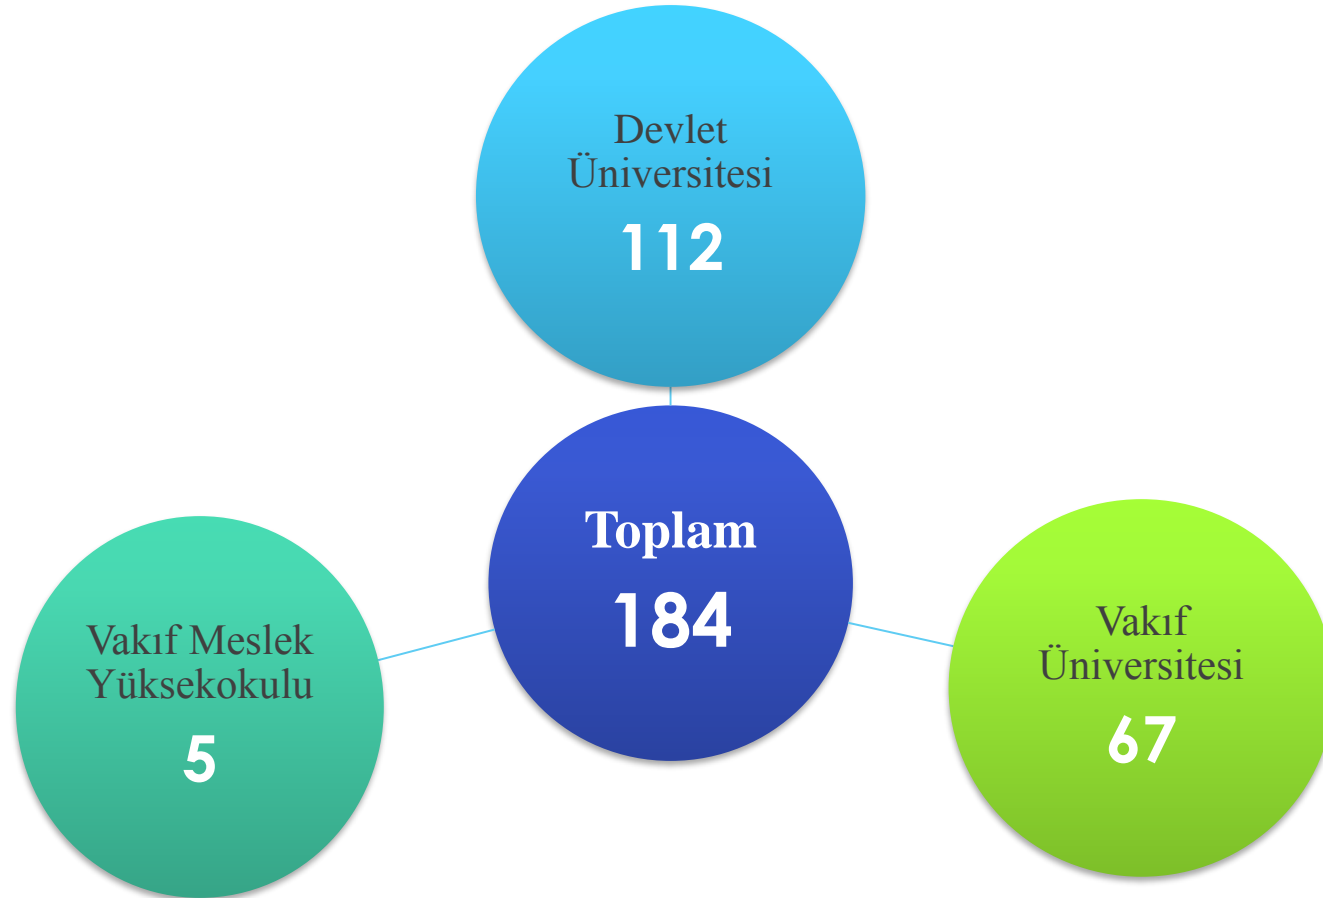 Devlet
Üniversitesi
112
Toplam
184
Vakıf Meslek
Yüksekokulu
5
Vakıf
Üniversitesi
67